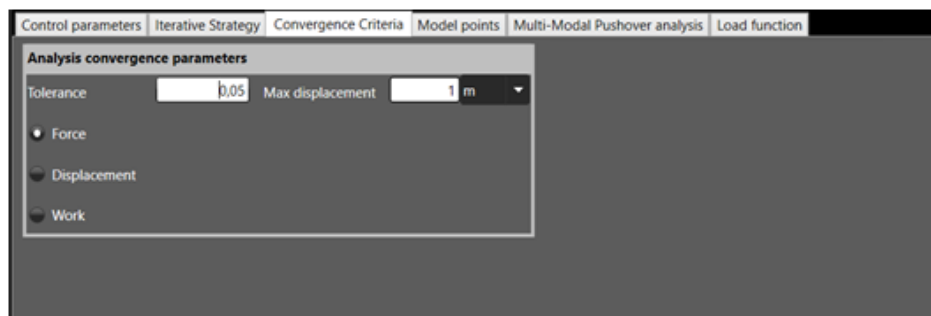 Control parameters Iterative Strategy Convergence Criteria Model points Multi-Modal Pushover analysis Load function
Analysis convergence parameters
Tolerance 0,05 Max displacement 1 m
Force
Displacement
Work